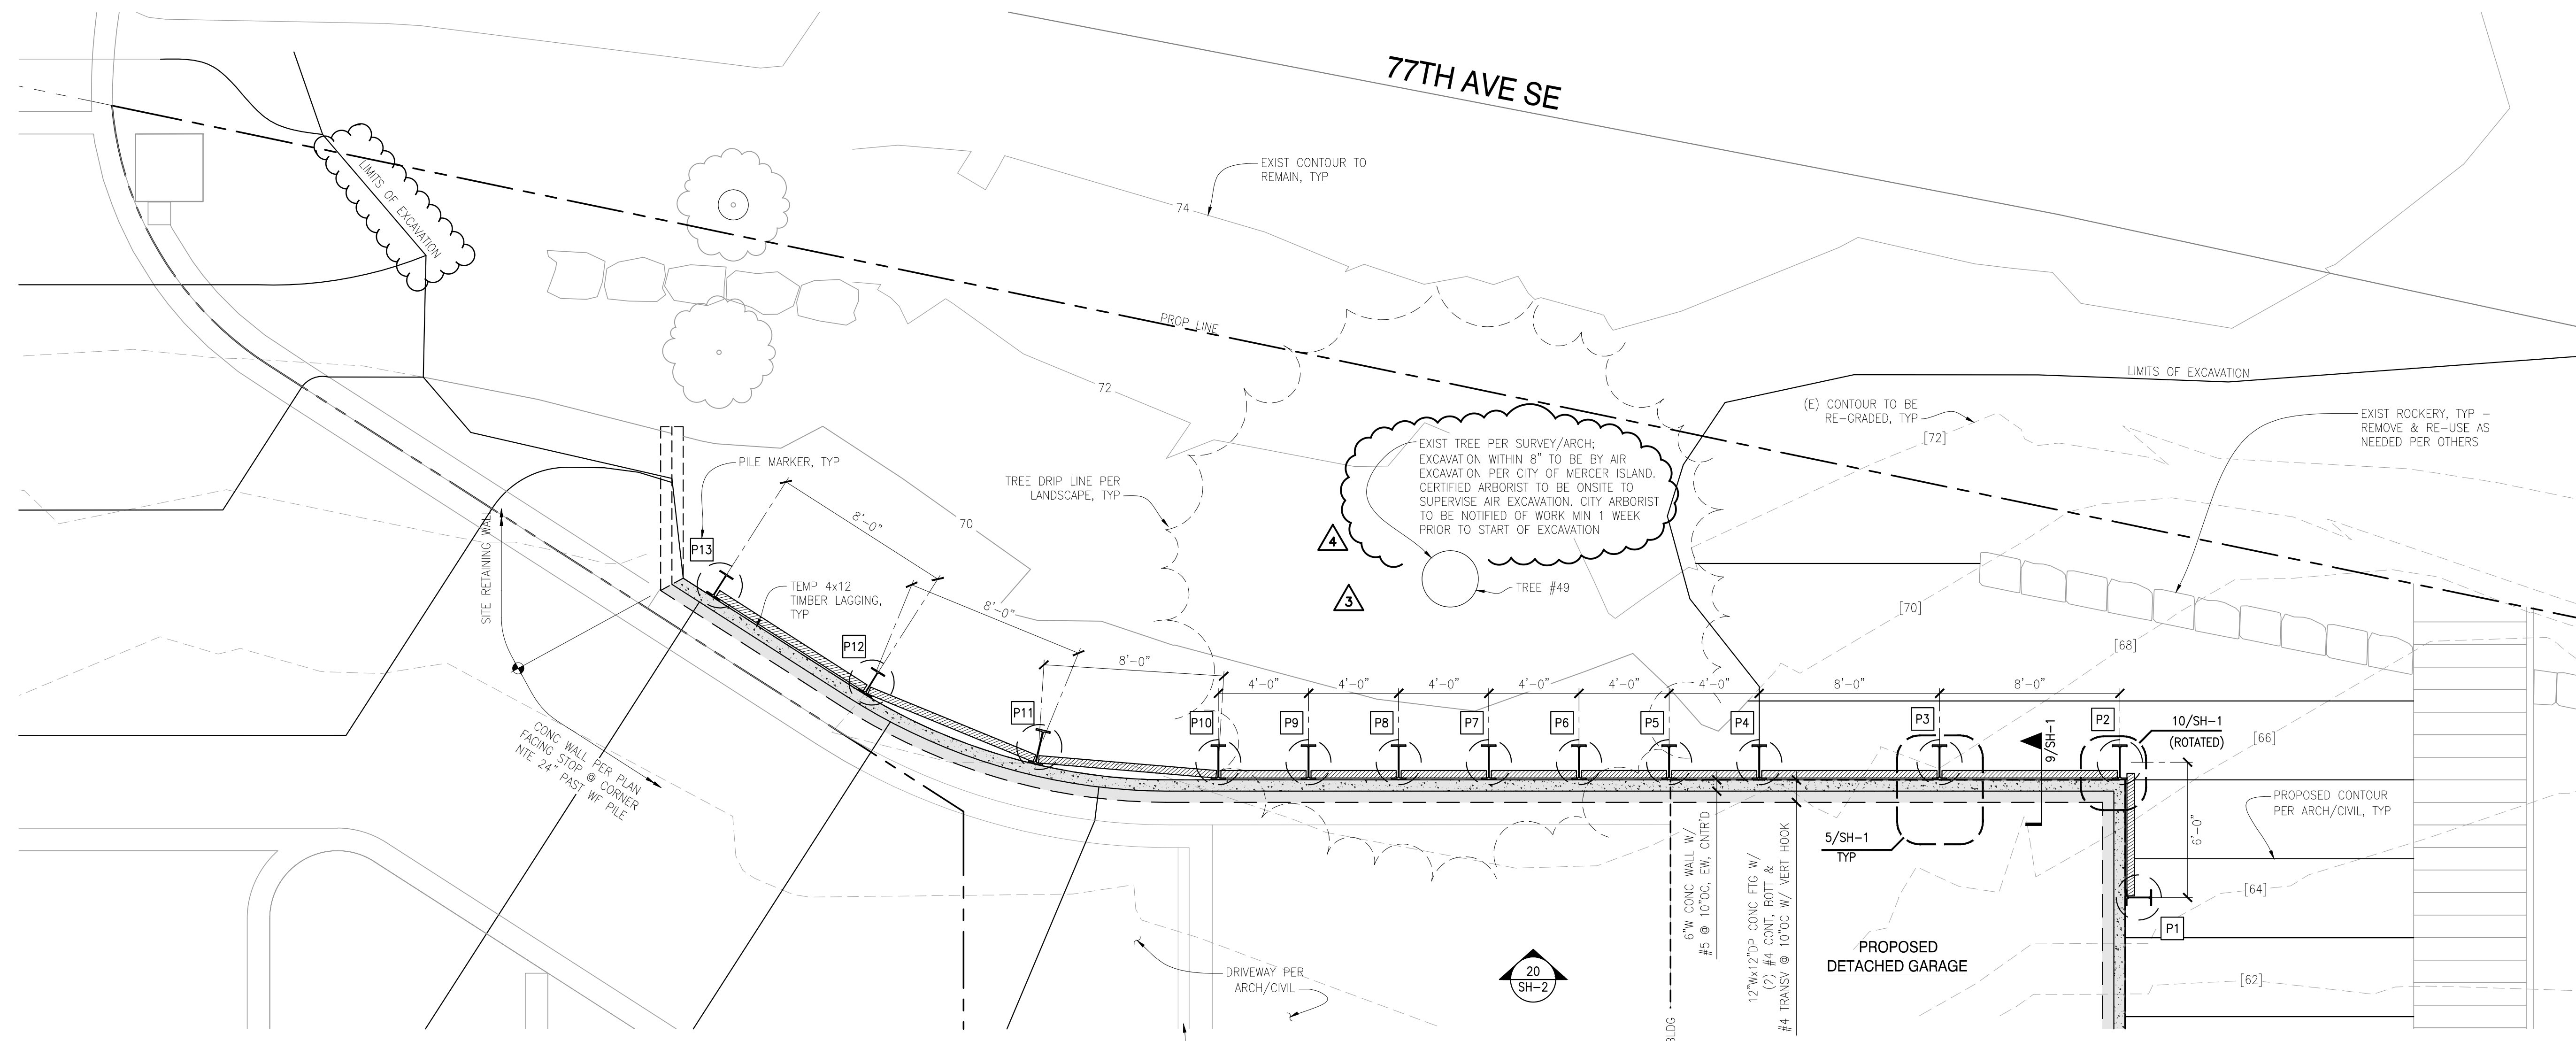 77TH AVE SE
EXIST CONTOUR TO
REMAIN, TYP
LIMITS OF EXCAVATION
74
PROP LINE
72
LIMITS OF EXCAVATION
(E) CONTOUR TO BE
RE-GRADED, TYP
[72]
EXIST ROCKERY, TYP -
REMOVE & RE-USE AS
NEEDED PER OTHERS
EXIST TREE PER SURVEY/ARCH;
EXCAVATION WITHIN 8" TO BE BY AIR
EXCAVATION PER CITY OF MERCER ISLAND.
CERTIFIED ARBORIST TO BE ONSITE TO
SUPERVISE AIR EXCAVATION. CITY ARBORIST
TO BE NOTIFIED OF WORK MIN 1 WEEK
PRIOR TO START OF EXCAVATION
PILE MARKER, TYP
TREE DRIP LINE PER
LANDSCAPE, TYP
8'-0"
70
4
3
TREE #49
P13
SITE RETAINING WALL
TEMP 4x12
TIMBER LAGGING,
TYP
8'-0"
[70]
[68]
P12
8'-0"
4'-0"
4'-0"
4'-0"
4'-0"
4'-0"
4'-0"
8'-0"
8'-0"
P11
P10
P9
P8
P7
P6
P5
P4
P3
P2
9/SH-1
10/SH-1
(ROTATED)
[66]
CONC WALL PER PLAN
FACING STOP @ CORNER
NTE 24" PAST WF PILE
PROPOSED CONTOUR
PER ARCH/CIVIL, TYP
6'-0"
5/SH-1
TYP
6"W CONC WALL W/
#5 @ 10"OC, EW, CNTR'D
12"Wx12"DP CONC FTG W/
(2) #4 CONT, BOTT &
#4 TRANSV @ 10"OC W/ VERT HOOK
[64]
P1
PROPOSED
DETACHED GARAGE
DRIVEWAY PER
ARCH/CIVIL
20
SH-2
[62]
BLDG